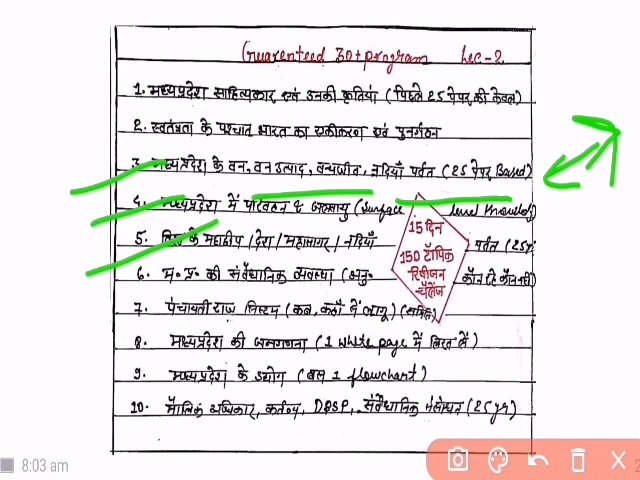 Guarenteed 30+ program Lec-2
1. मध्यप्रदेश साहित्यकार एवं उनकी कृतियां (पिछले 25 पेपर की केवल)
2. स्वतंत्रता के पश्चात भारत का एकीकरण एवं पुनर्गठन
3. मध्यप्रदेश के वन, वन उत्पाद, वन्यजीव, नदियाँ पर्वत (25 पेपर Based)
4. मध्यप्रदेश में परिवहन & जलवायु (Surface level
5. विश्व के महाद्वीप / देश / महासागर / नदियाँ पर्वत (25
6. म. प्र. की संवैधानिक व्यवस्था (अनु. कौन है कौन नहीं)
15 दिन
150 टॉपिक
रिवीजन
चैलेंज
7. पंचायती राज सिस्टम (कब, कहाँ में लागू) (समिति)
8. मध्यप्रदेश की जनगणना (1 white page में लिख लें)
9. मध्यप्रदेश के उद्योग (बस 1 flowchart)
10. मौलिक अधिकार, कर्तव्य, DPSP, संवैधानिक संसोधन (25 yr)
8:03 am